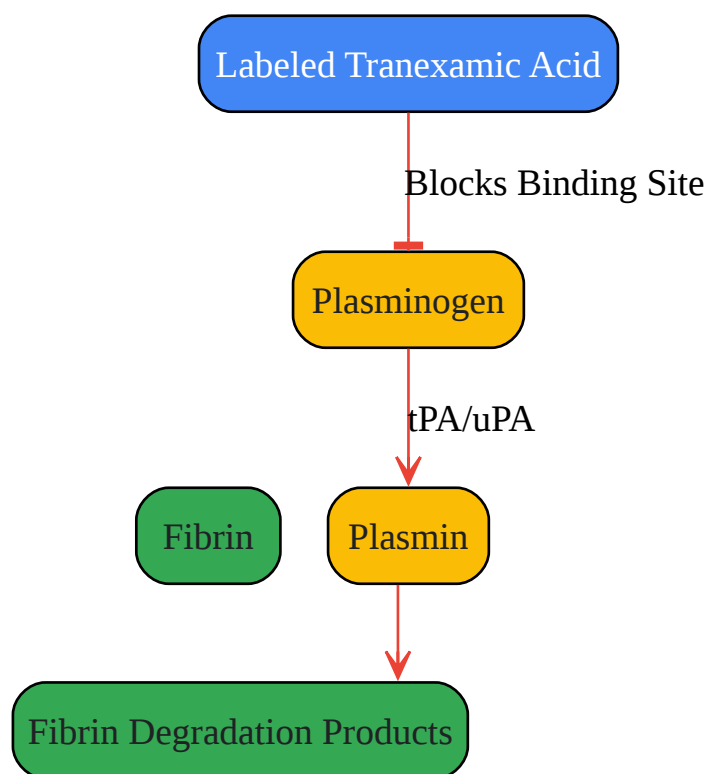 Labeled Tranexamic Acid
Blocks Binding Site
Plasminogen
tPA/uPA
Fibrin
Plasmin
Fibrin Degradation Products